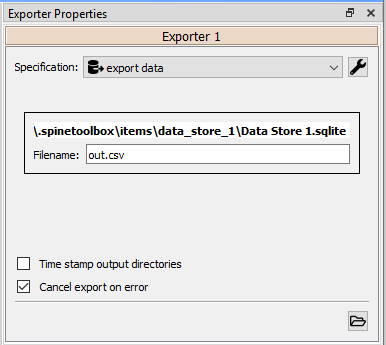 Exporter Properties
Exporter 1
Specification: export data
\.spinetoolbox\items\data_store_1\Data Store 1.sqlite
Filename: out.csv
Time stamp output directories
Cancel export on error